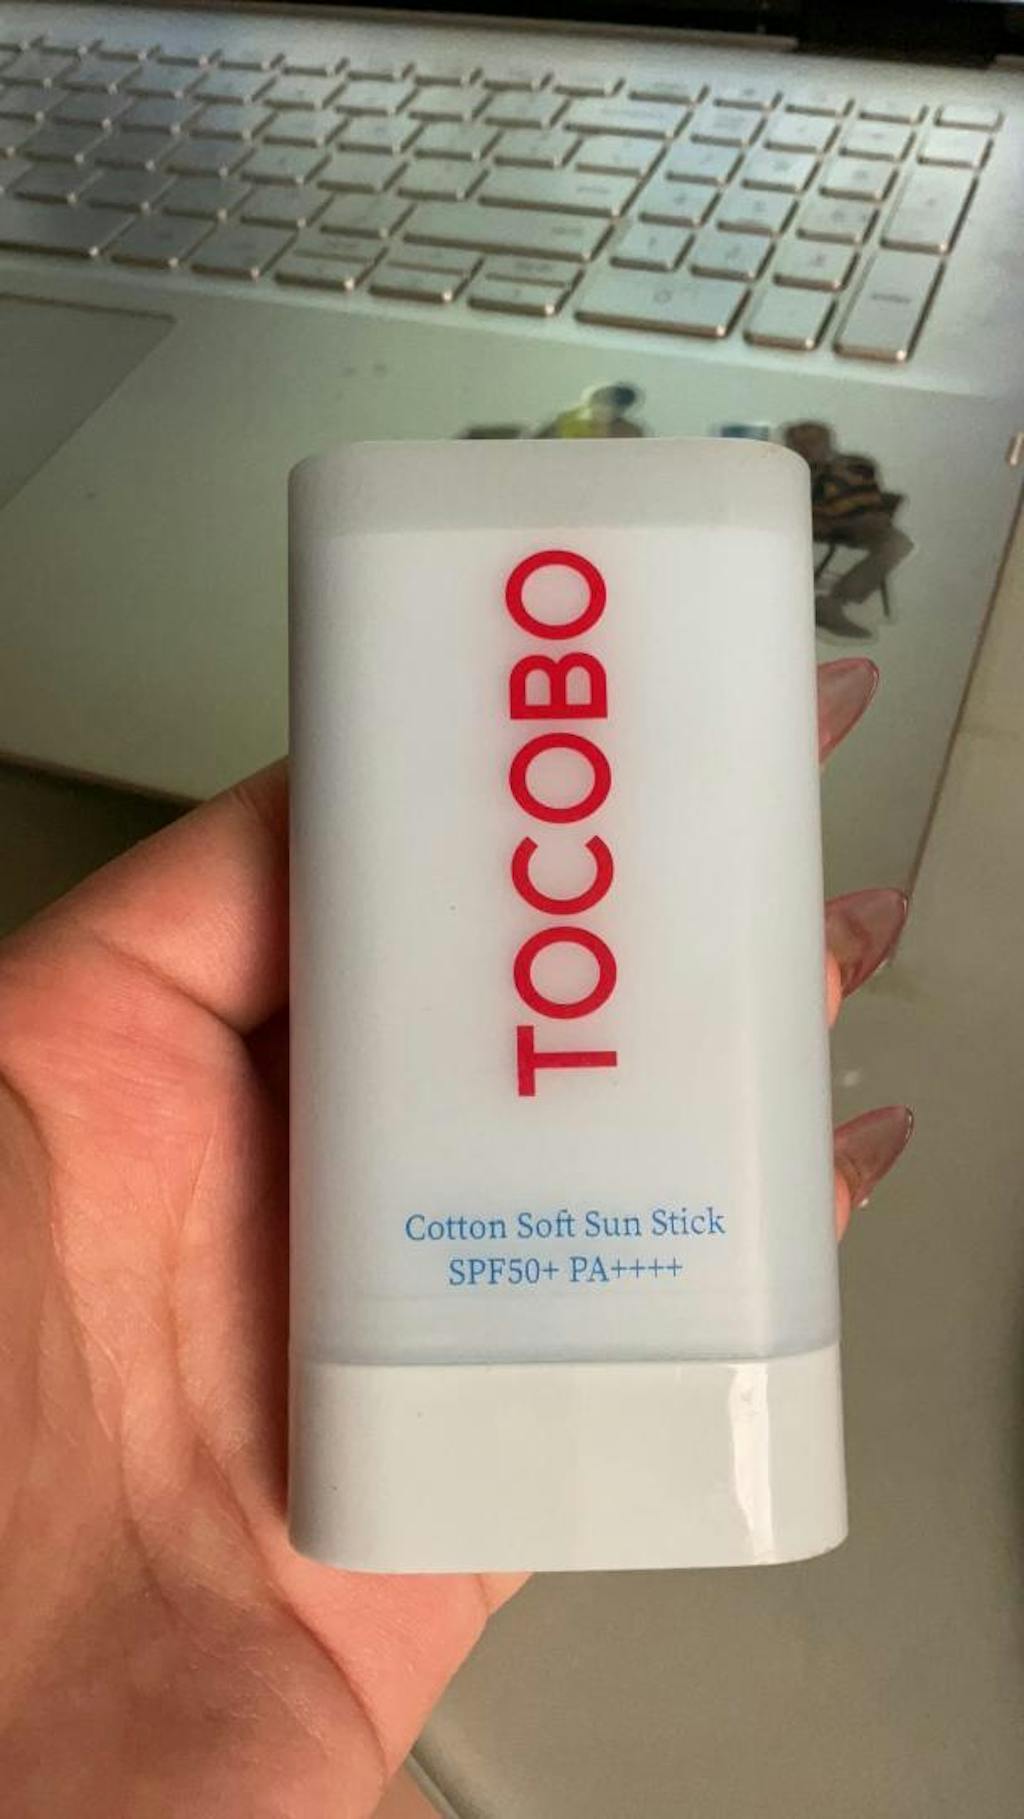 TOCOBO
Cotton Soft Sun Stick
SPF50+ PA++++